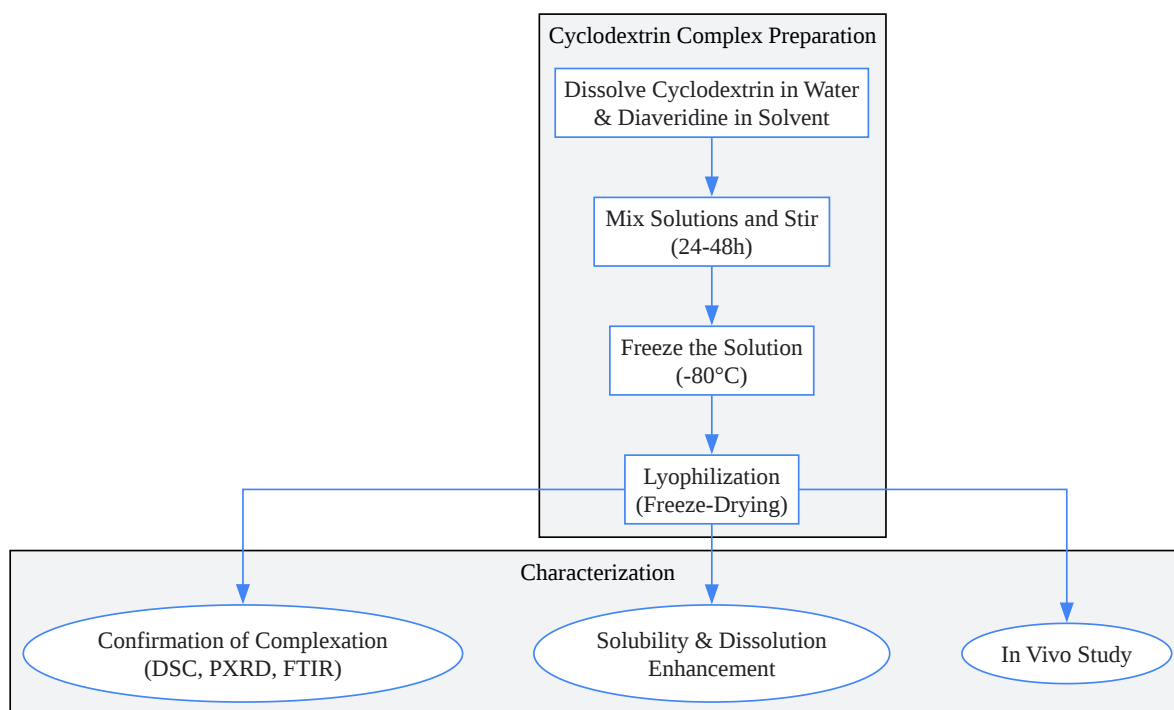 Cyclodextrin Complex Preparation
Dissolve Cyclodextrin in Water
& Diaveridine in Solvent
Mix Solutions and Stir
(24-48h)
Freeze the Solution
(-80°C)
Lyophilization
(Freeze-Drying)
Characterization
Confirmation of Complexation
(DSC, PXRD, FTIR)
Solubility & Dissolution
Enhancement
In Vivo Study